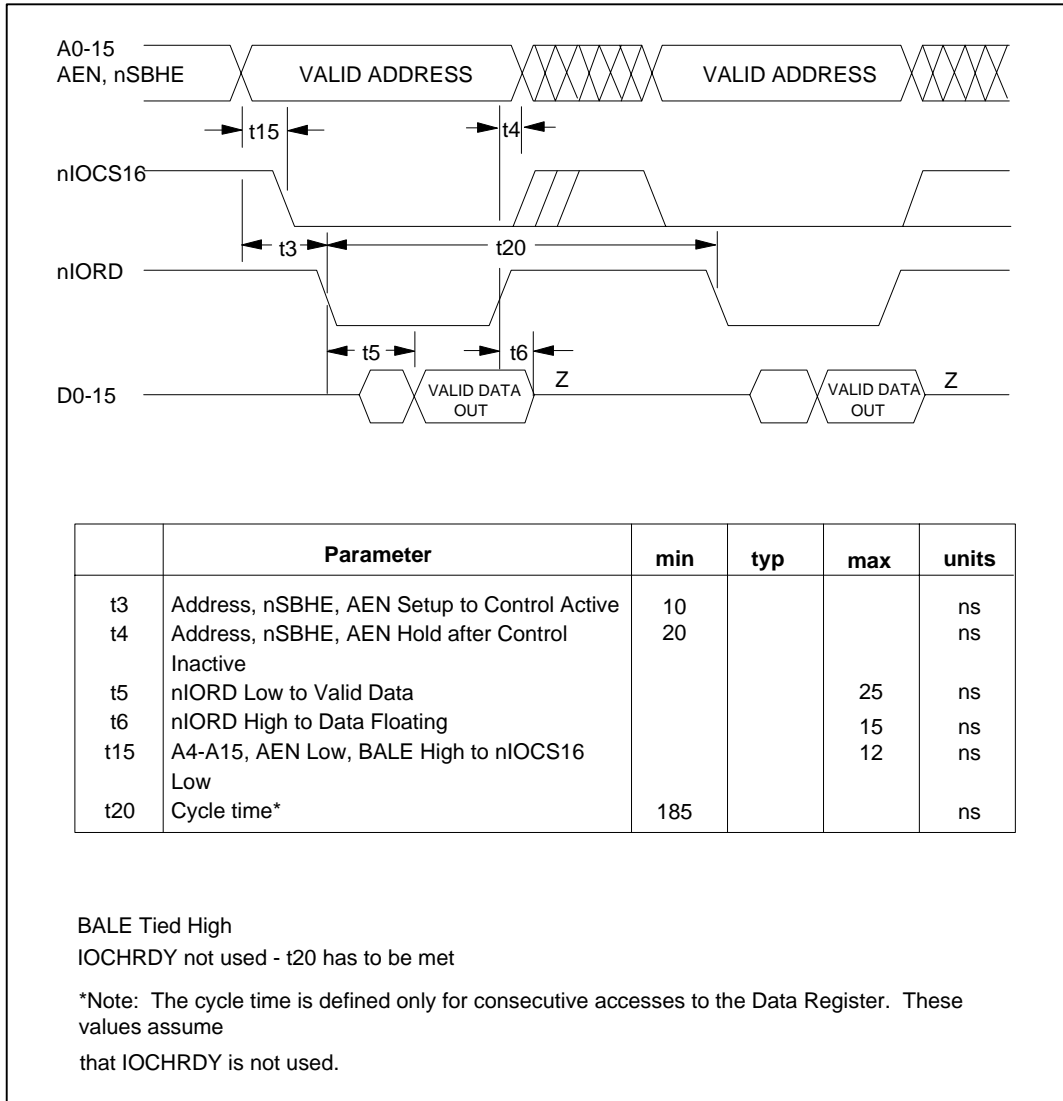 A0-15
AEN, nSBHE
VALID ADDRESS
VALID ADDRESS
t15
t4
nIOCS16
t3
t20
nIORD
t5
t6
D0-15
VALID DATA
OUT
Z
VALID DATA
OUT
Z
Parameter min typ max units
t3 Address, nSBHE, AEN Setup to Control Active 10 ns
t4 Address, nSBHE, AEN Hold after Control 20 ns
Inactive
t5 nIORD Low to Valid Data 25 ns
t6 nIORD High to Data Floating 15 ns
t15 A4-A15, AEN Low, BALE High to nIOCS16 12 ns
Low
t20 Cycle time* 185 ns
BALE Tied High
IOCHRDY not used - t20 has to be met
*Note: The cycle time is defined only for consecutive accesses to the Data Register. These
values assume
that IOCHRDY is not used.